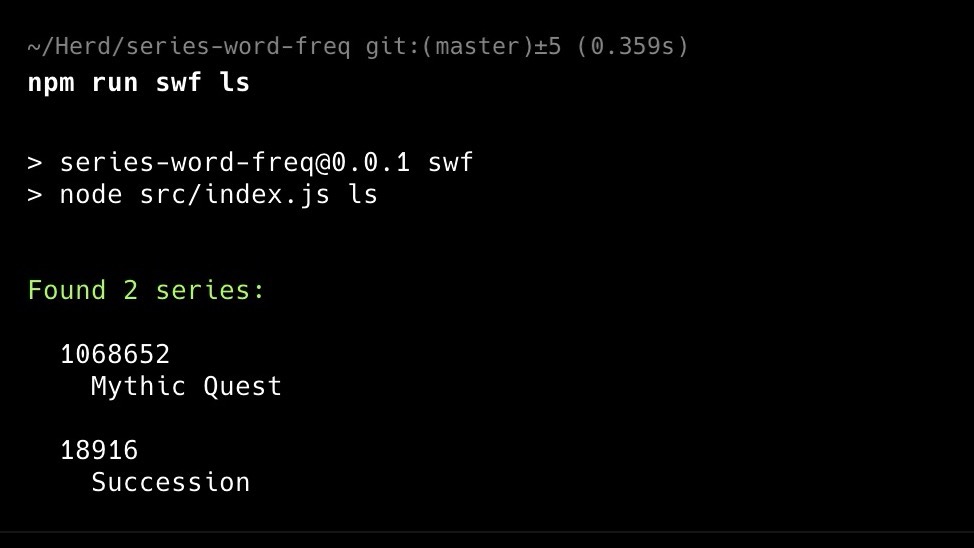 ~/Herd/series-word-freq git:(master)±5 (0.359s)
npm run swf ls
> series-word-freq@0.0.1 swf
> node src/index.js ls
Found 2 series:
1068652
Mythic Quest
18916
Succession